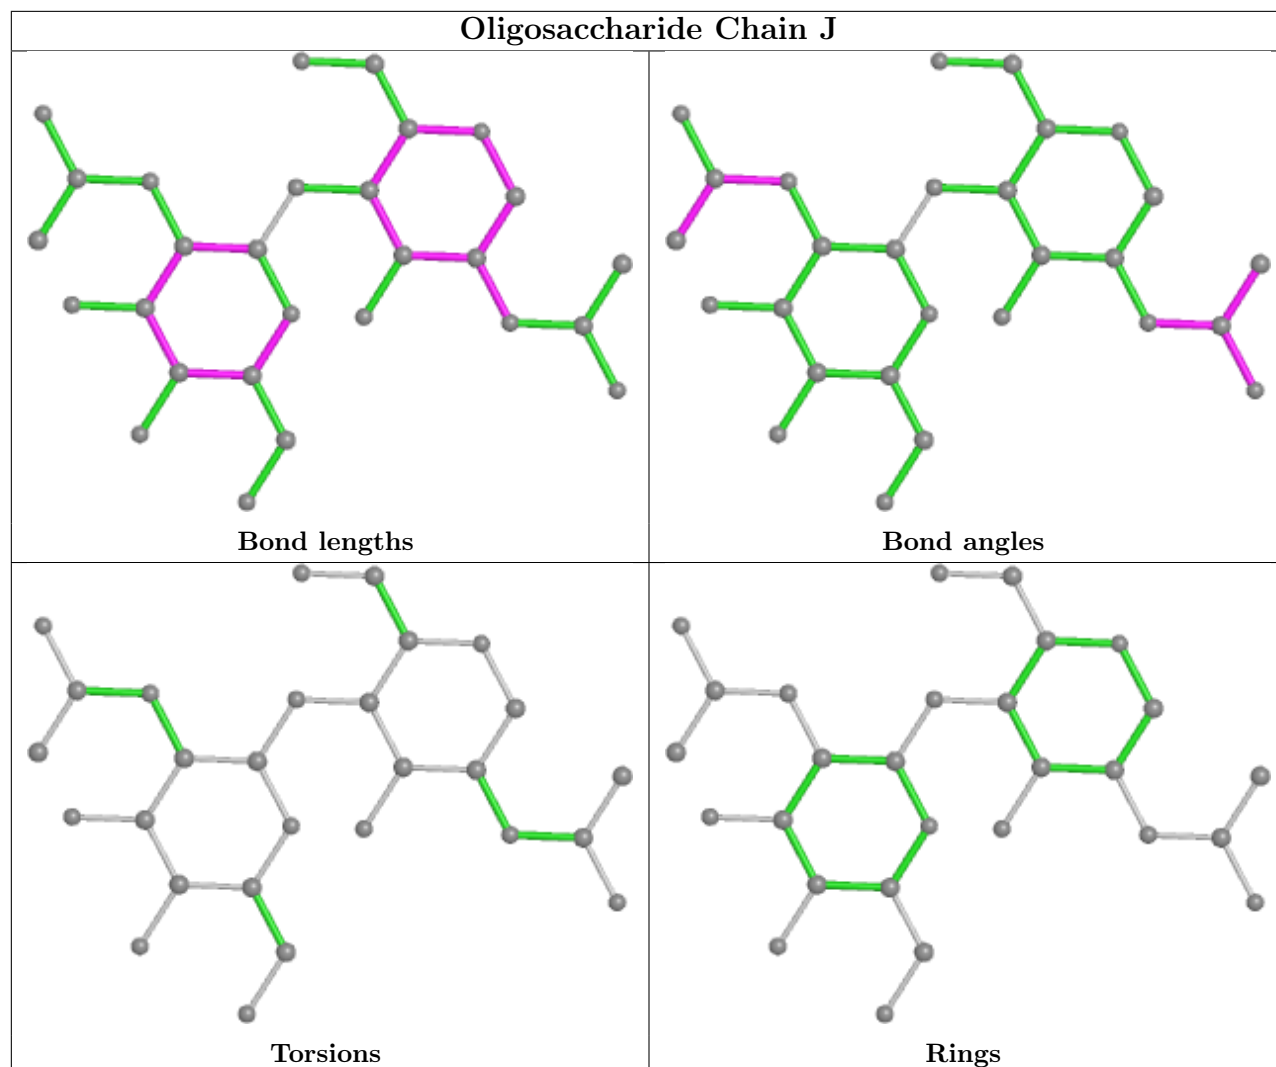 Oligosaccharide Chain J
Bond lengths
Bond angles
Torsions
Rings